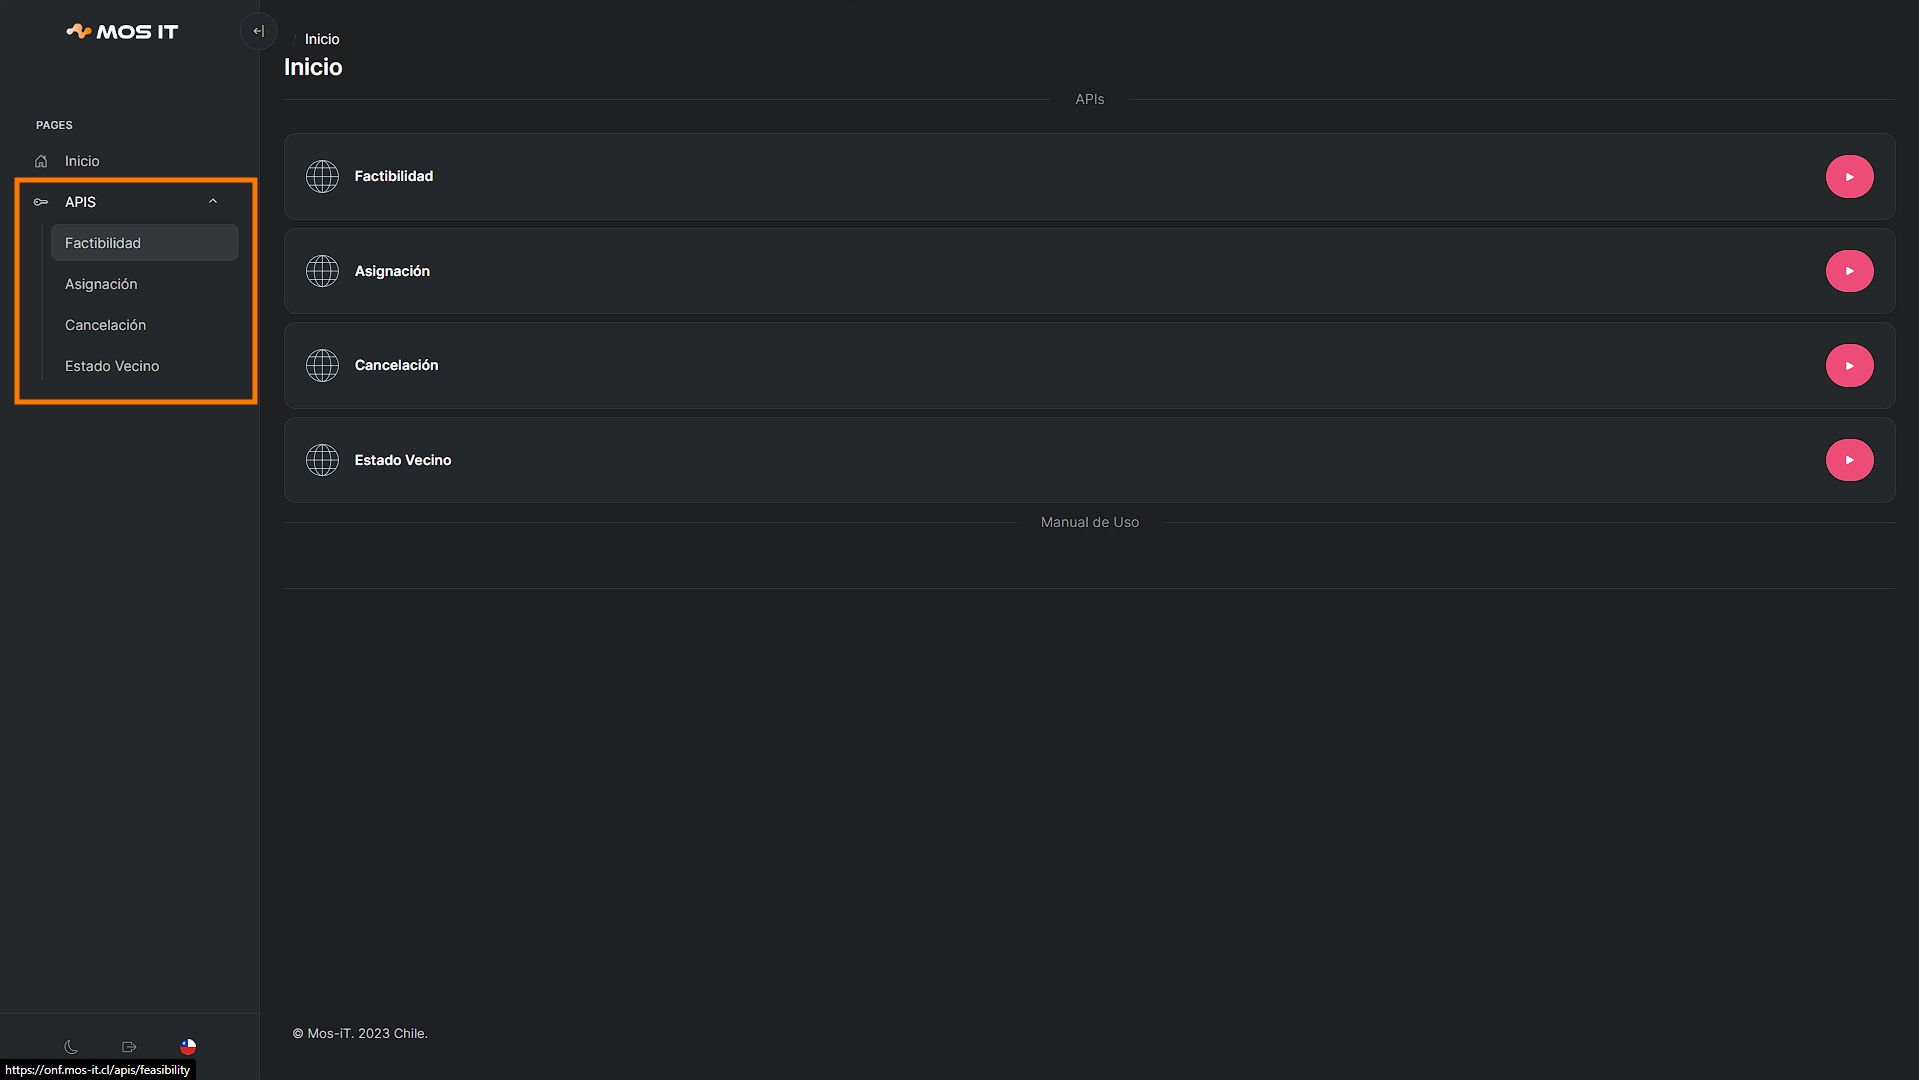 MOS IT
PAGES
Inicio
APIS
Factibilidad
Asignación
Cancelación
Estado Vecino
/ Inicio
Inicio
APIs
Factibilidad
Asignación
Cancelación
Estado Vecino
Manual de Uso
© Mos-iT. 2023 Chile.
https://onf.mos-it.cl/apis/feasibility